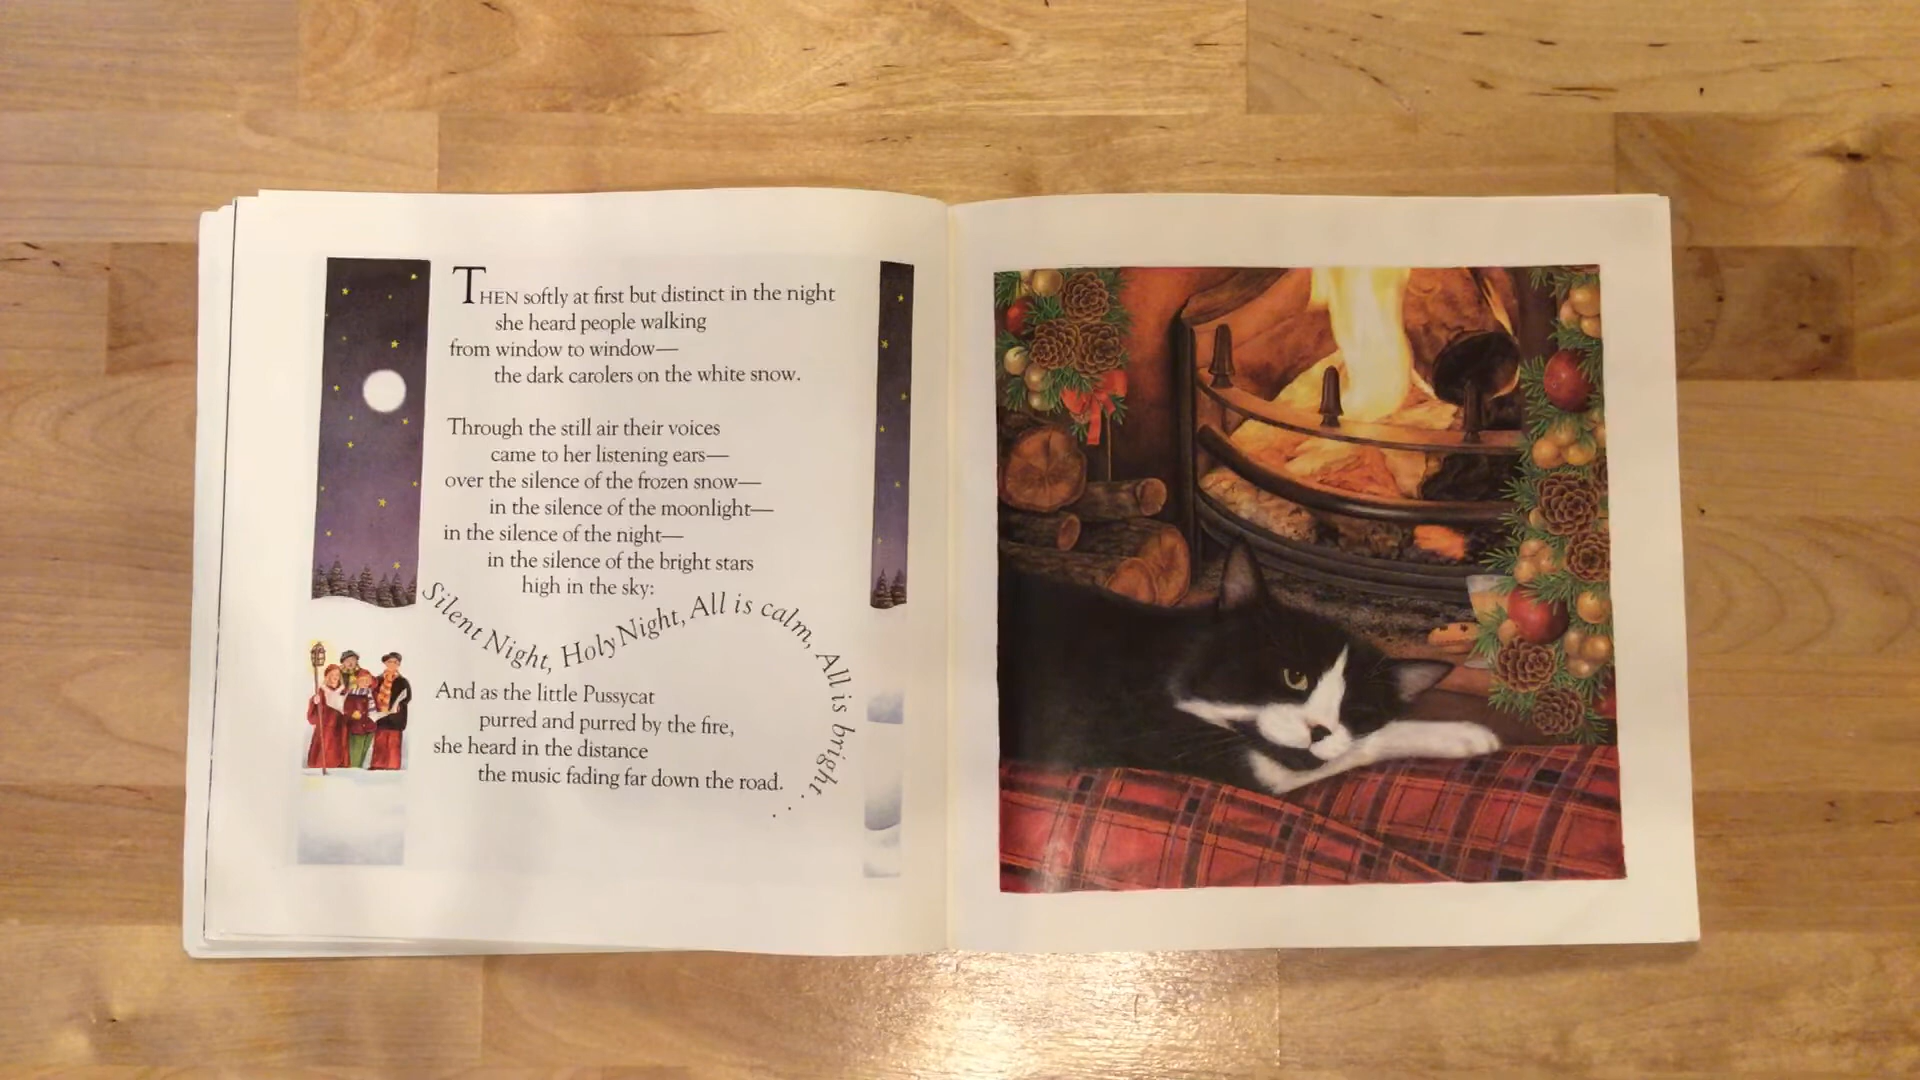 THEN softly at first but distinct in the night
she heard people walking
from window to window—
the dark carolers on the white snow.
Through the still air their voices
came to her listening ears—
over the silence of the frozen snow—
in the silence of the moonlight—
in the silence of the night—
in the silence of the bright stars
high in the sky:
Silent Night, Holy Night, All is calm, All is bright. . .
And as the little Pussycat
purred and purred by the fire,
she heard in the distance
the music fading far down the road.